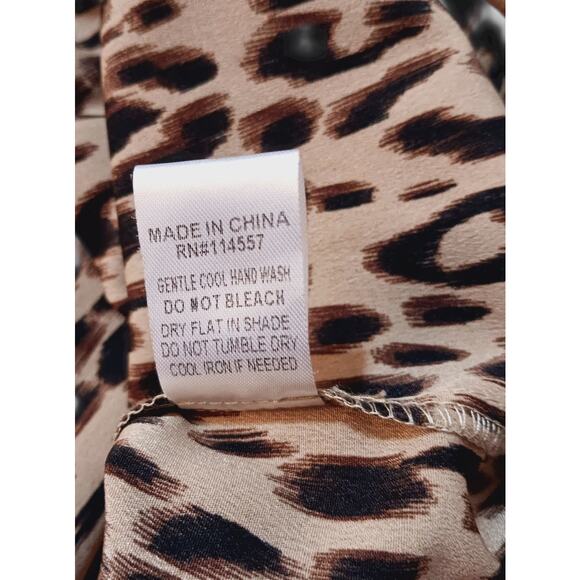 MADE IN CHINA
RN#114557
GENTLE COOL HAND WASH
DO NOT BLEACH
DRY FLAT IN SHADE
DO NOT TUMBLE DRY
COOL IRON IF NEEDED